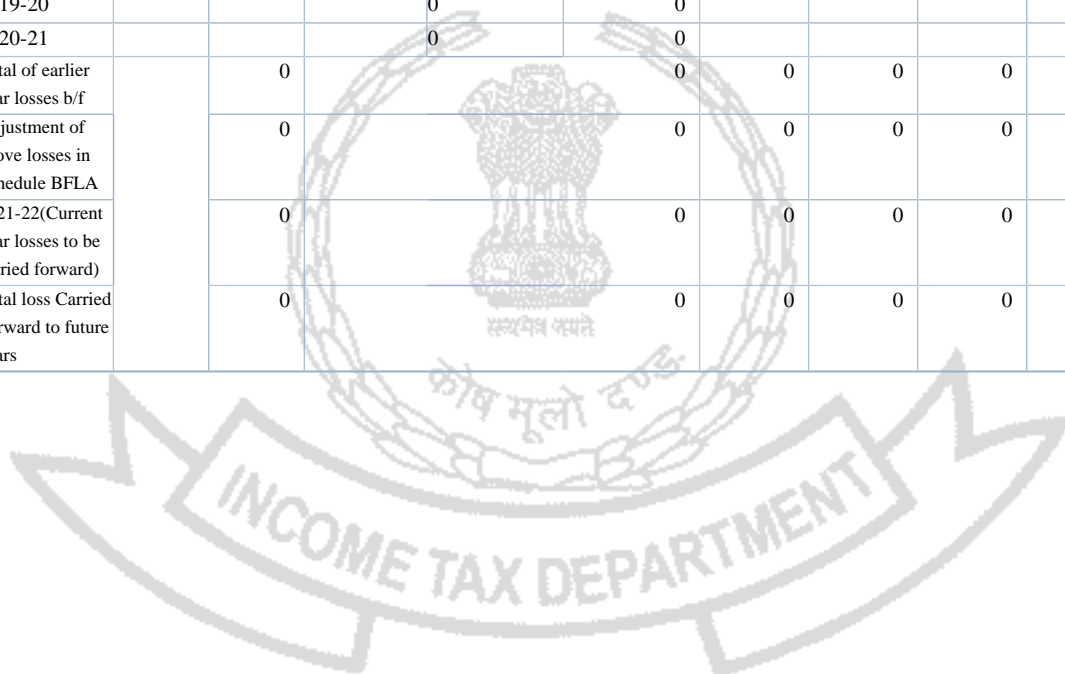 19-20 0 0
20-21 0 0
tal of earlier 0 0 0 0 0
ar losses b/f
justment of 0 0 0 0 0
ove losses in
hedule BFLA
21-22(Current 0 0 0 0 0
ar losses to be
ried forward)
tal loss Carried 0 0 0 0 0
rward to future
ars
सत्यमेव जयते
कोष मूलो दण्ड
INCOME TAX DEPARTMENT